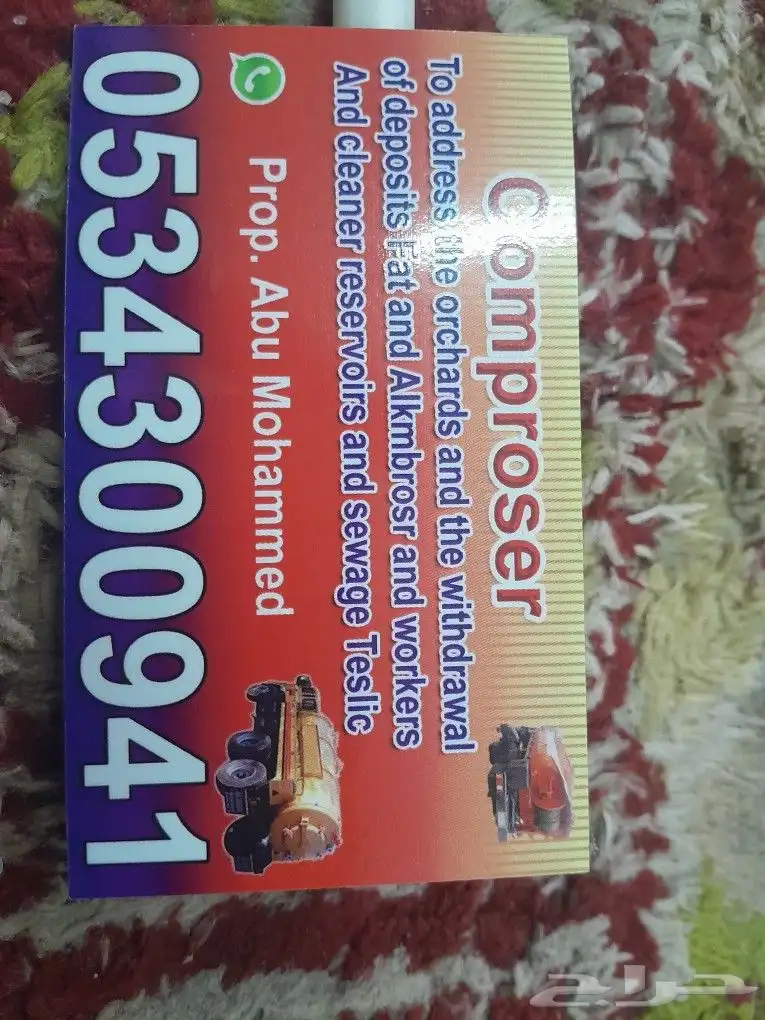 Comproser
To address the orchards and the withdrawal
of deposits Fat and Alkmbrosr and workers
And cleaner reservoirs and sewage Teslic
Prop. Abu Mohammed
0534300941
حراج